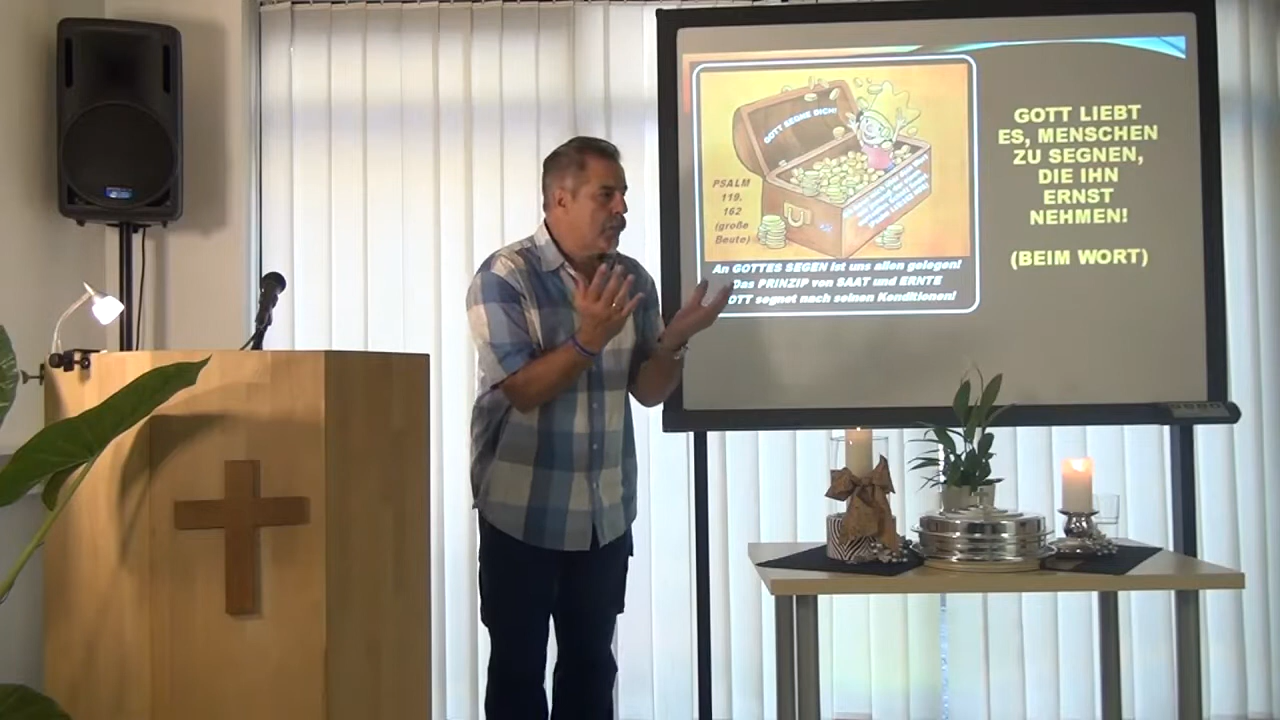 GOTT SEGNE DICH!
PSALM
119.
162
(große
Beute)
An GOTTES SEGEN ist uns allen gelegen!
Das PRINZIP von SAAT und ERNTE
OTT segnet nach seinen Konditionen!
GOTT LIEBT
ES, MENSCHEN
ZU SEGNEN,
DIE IHN
ERNST
NEHMEN!
(BEIM WORT)